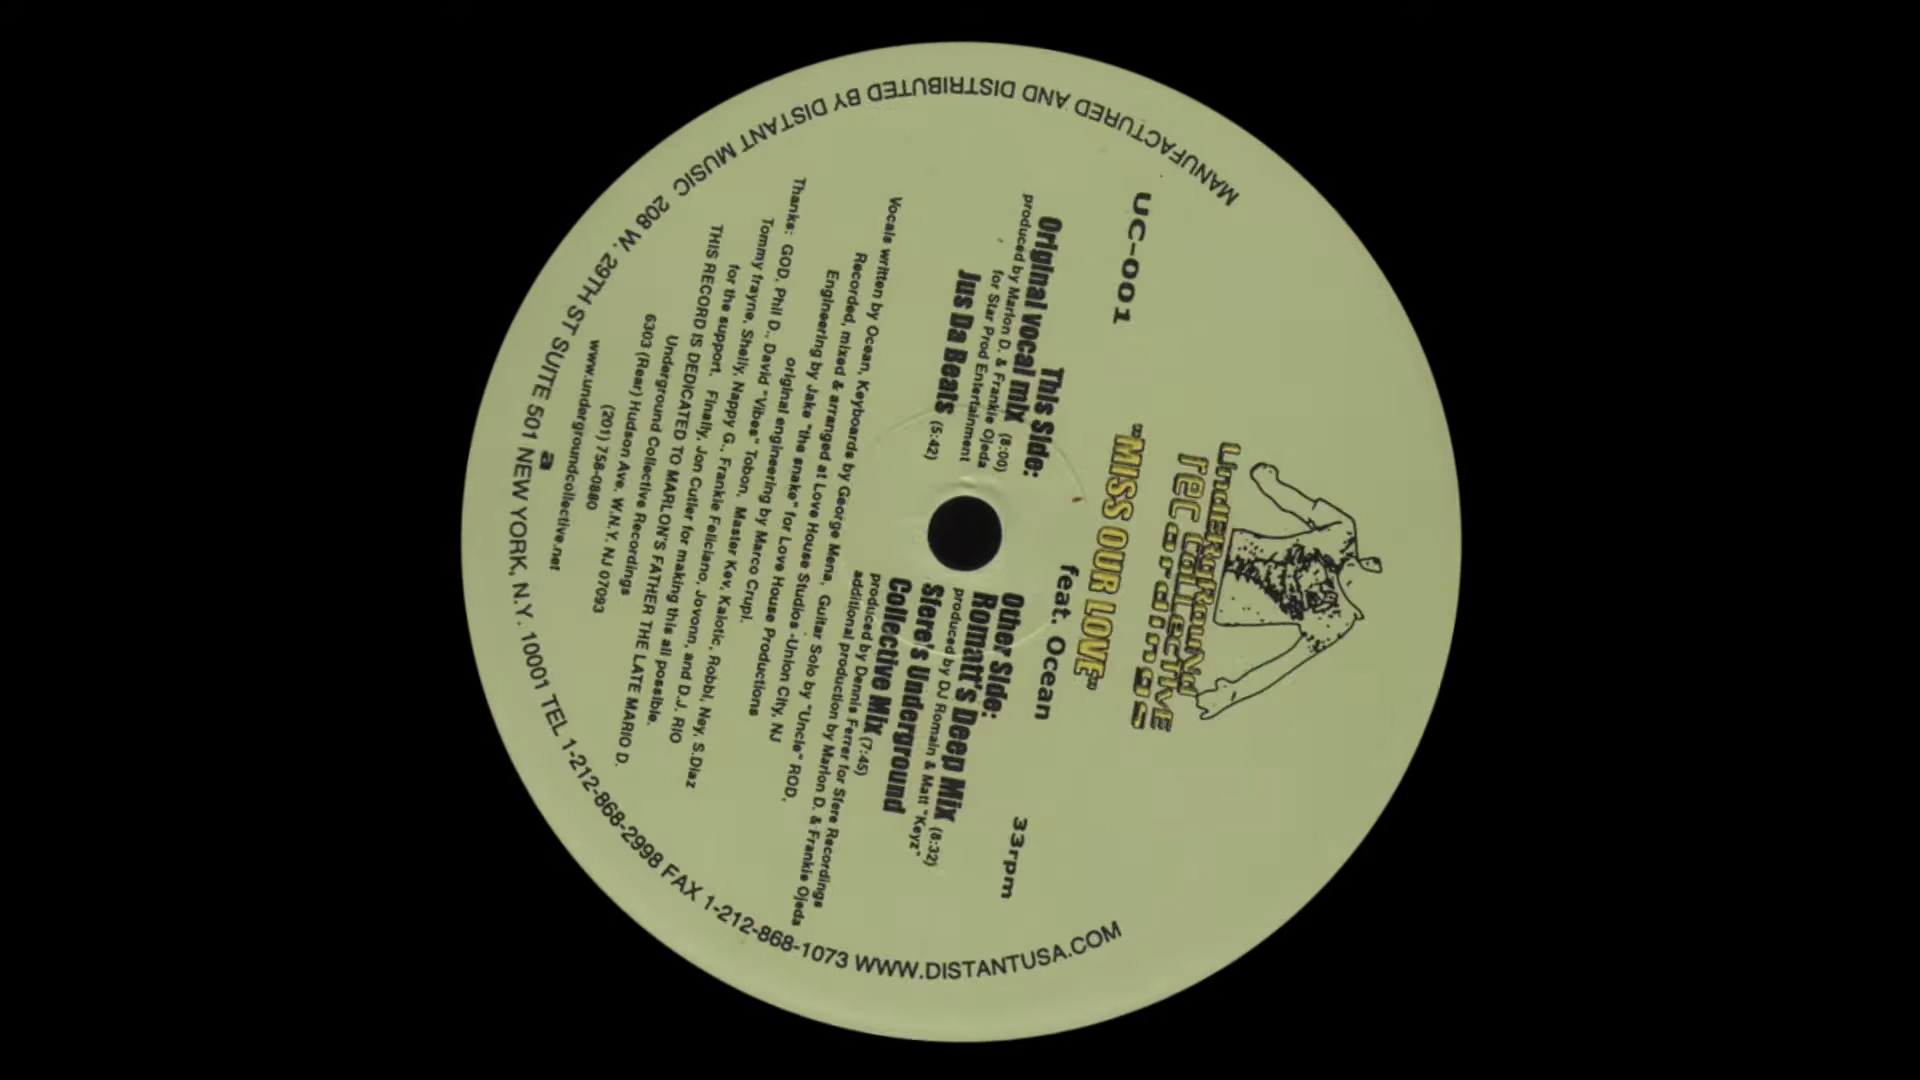 UndERgRouNd
coLLectIVE
recordings
"MISS OUR LOVE"
feat. Ocean
UC-001
33rpm
This Side:
Original vocal mix (8:00)
produced by Marlon D. & Frankie Ojeda
for Star Prod Entertainment
Jus Da Beats (5:42)
Other Side:
Romatt's Deep Mix (8:32)
produced by DJ Romain & Matt "Keyz"
Sfere's Underground
Collective Mix (7:45)
produced by Dennis Ferrer for Sfere Recordings
additional production by Marlon D. & Frankie Ojeda
Vocals written by Ocean, Keyboards by George Mena, Guitar Solo by "Uncle" ROD,
Recorded, mixed & arranged at Love House Studios -Union City, NJ
Engineering by Jake "the snake" for Love House Productions
original engineering by Marco Crupi.
Thanks: GOD, Phil D., David "Vibes" Tobon, Master Kev, Kaiotic, Robbi, Ney, S.Diaz
Tommy frayne, Shelly, Nappy G., Frankie Feliciano, Jovonn, and D.J. RIO
for the support. Finally, Jon Cutler for making this all possible.
THIS RECORD IS DEDICATED TO MARLON'S FATHER THE LATE MARIO D.
Underground Collective Recordings
6303 (Rear) Hudson Ave. W.N.Y. NJ 07093
(201) 758-0880
www.undergroundcollective.net
a
MANUFACTURED AND DISTRIBUTED BY DISTANT MUSIC 208 W. 29TH ST SUITE 501 NEW YORK, N.Y. 10001 TEL 1-212-868-2998 FAX 1-212-868-1073 WWW.DISTANTUSA.COM